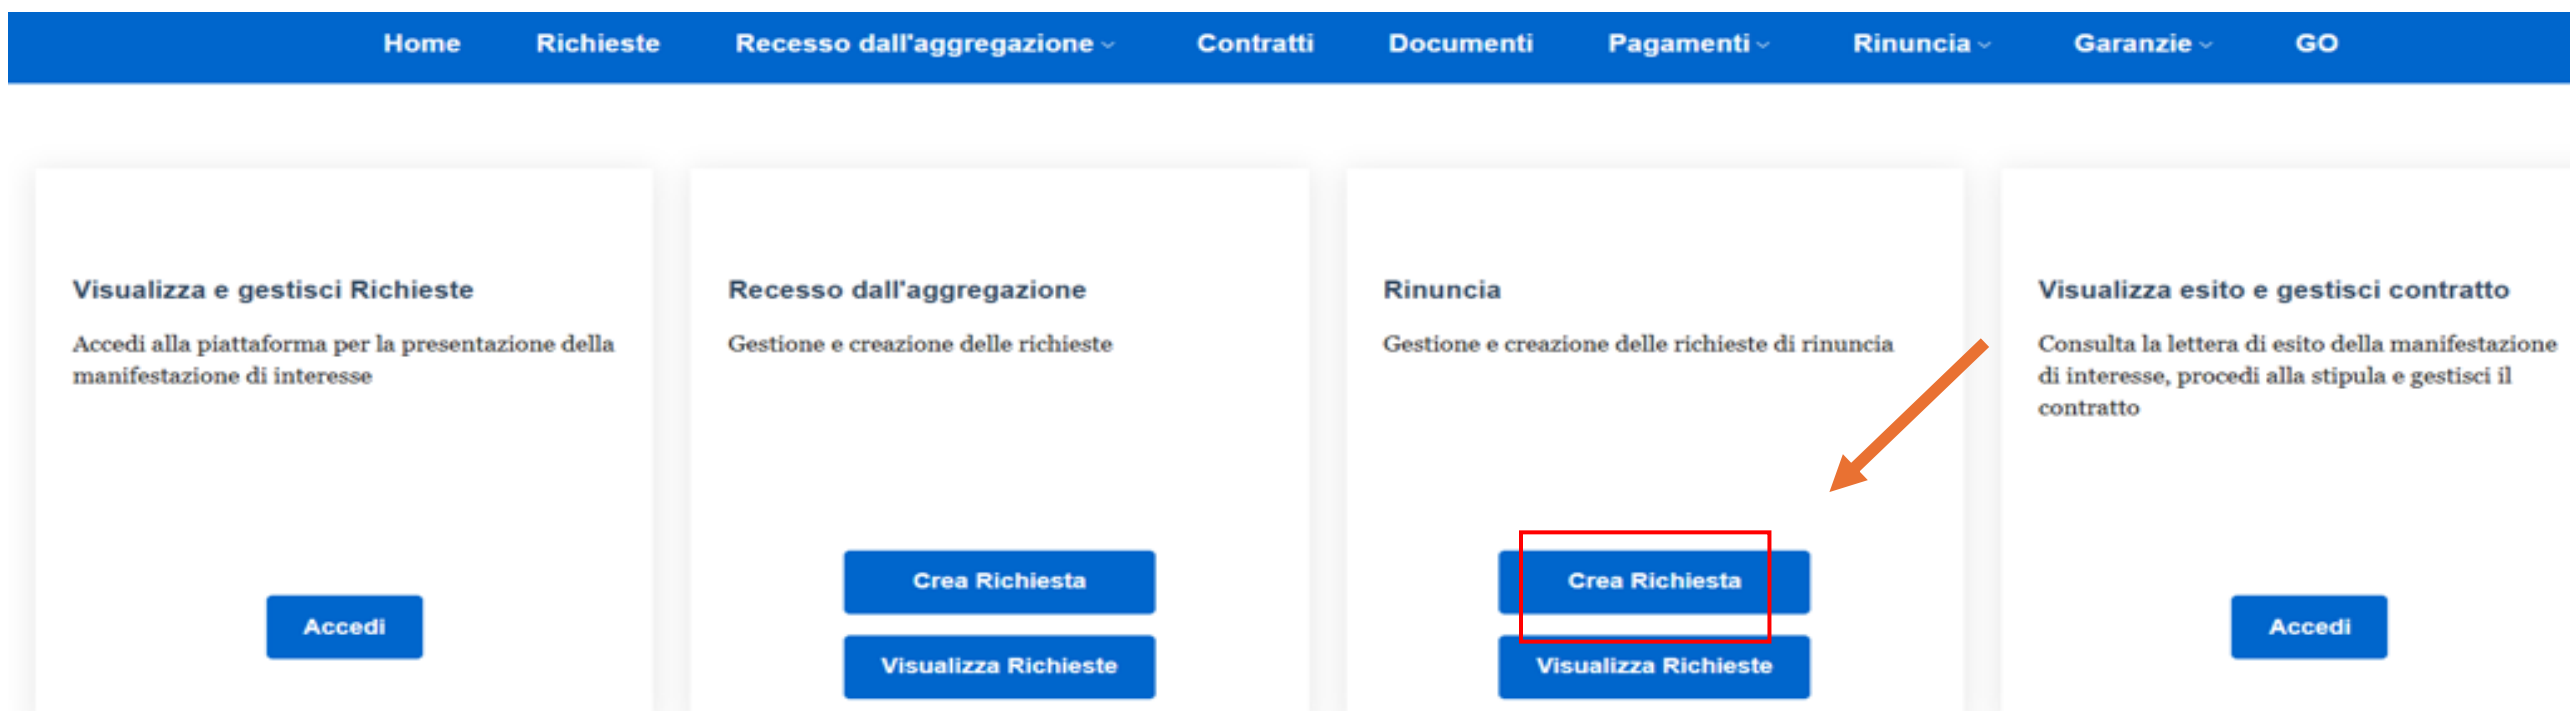 Home Richieste Recesso dall'aggregazione Contratti Documenti Pagamenti Rinuncia Garanzie GO
Visualizza e gestisci Richieste
Accedi alla piattaforma per la presentazione della
manifestazione di interesse
Accedi
Recesso dall'aggregazione
Gestione e creazione delle richieste
Crea Richiesta
Visualizza Richieste
Rinuncia
Gestione e creazione delle richieste di rinuncia
Crea Richiesta
Visualizza Richieste
Visualizza esito e gestisci contratto
Consulta la lettera di esito della manifestazione
di interesse, procedi alla stipula e gestisci il
contratto
Accedi